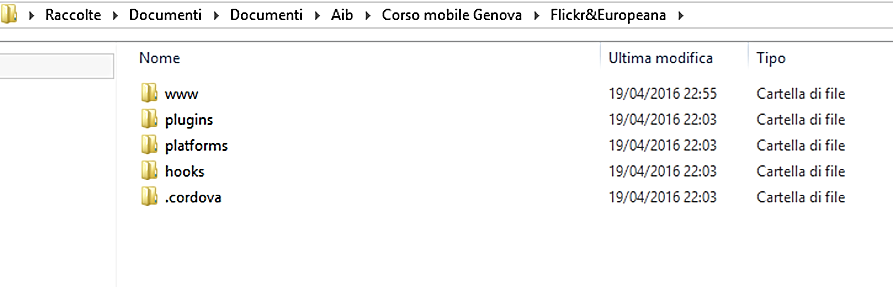 Raccolte Documenti Documenti Aib Corso mobile Genova Flickr&Europeana
Nome Ultima modifica Tipo
www 19/04/2016 22:55 Cartella di file
plugins 19/04/2016 22:03 Cartella di file
platforms 19/04/2016 22:03 Cartella di file
hooks 19/04/2016 22:03 Cartella di file
.cordova 19/04/2016 22:03 Cartella di file